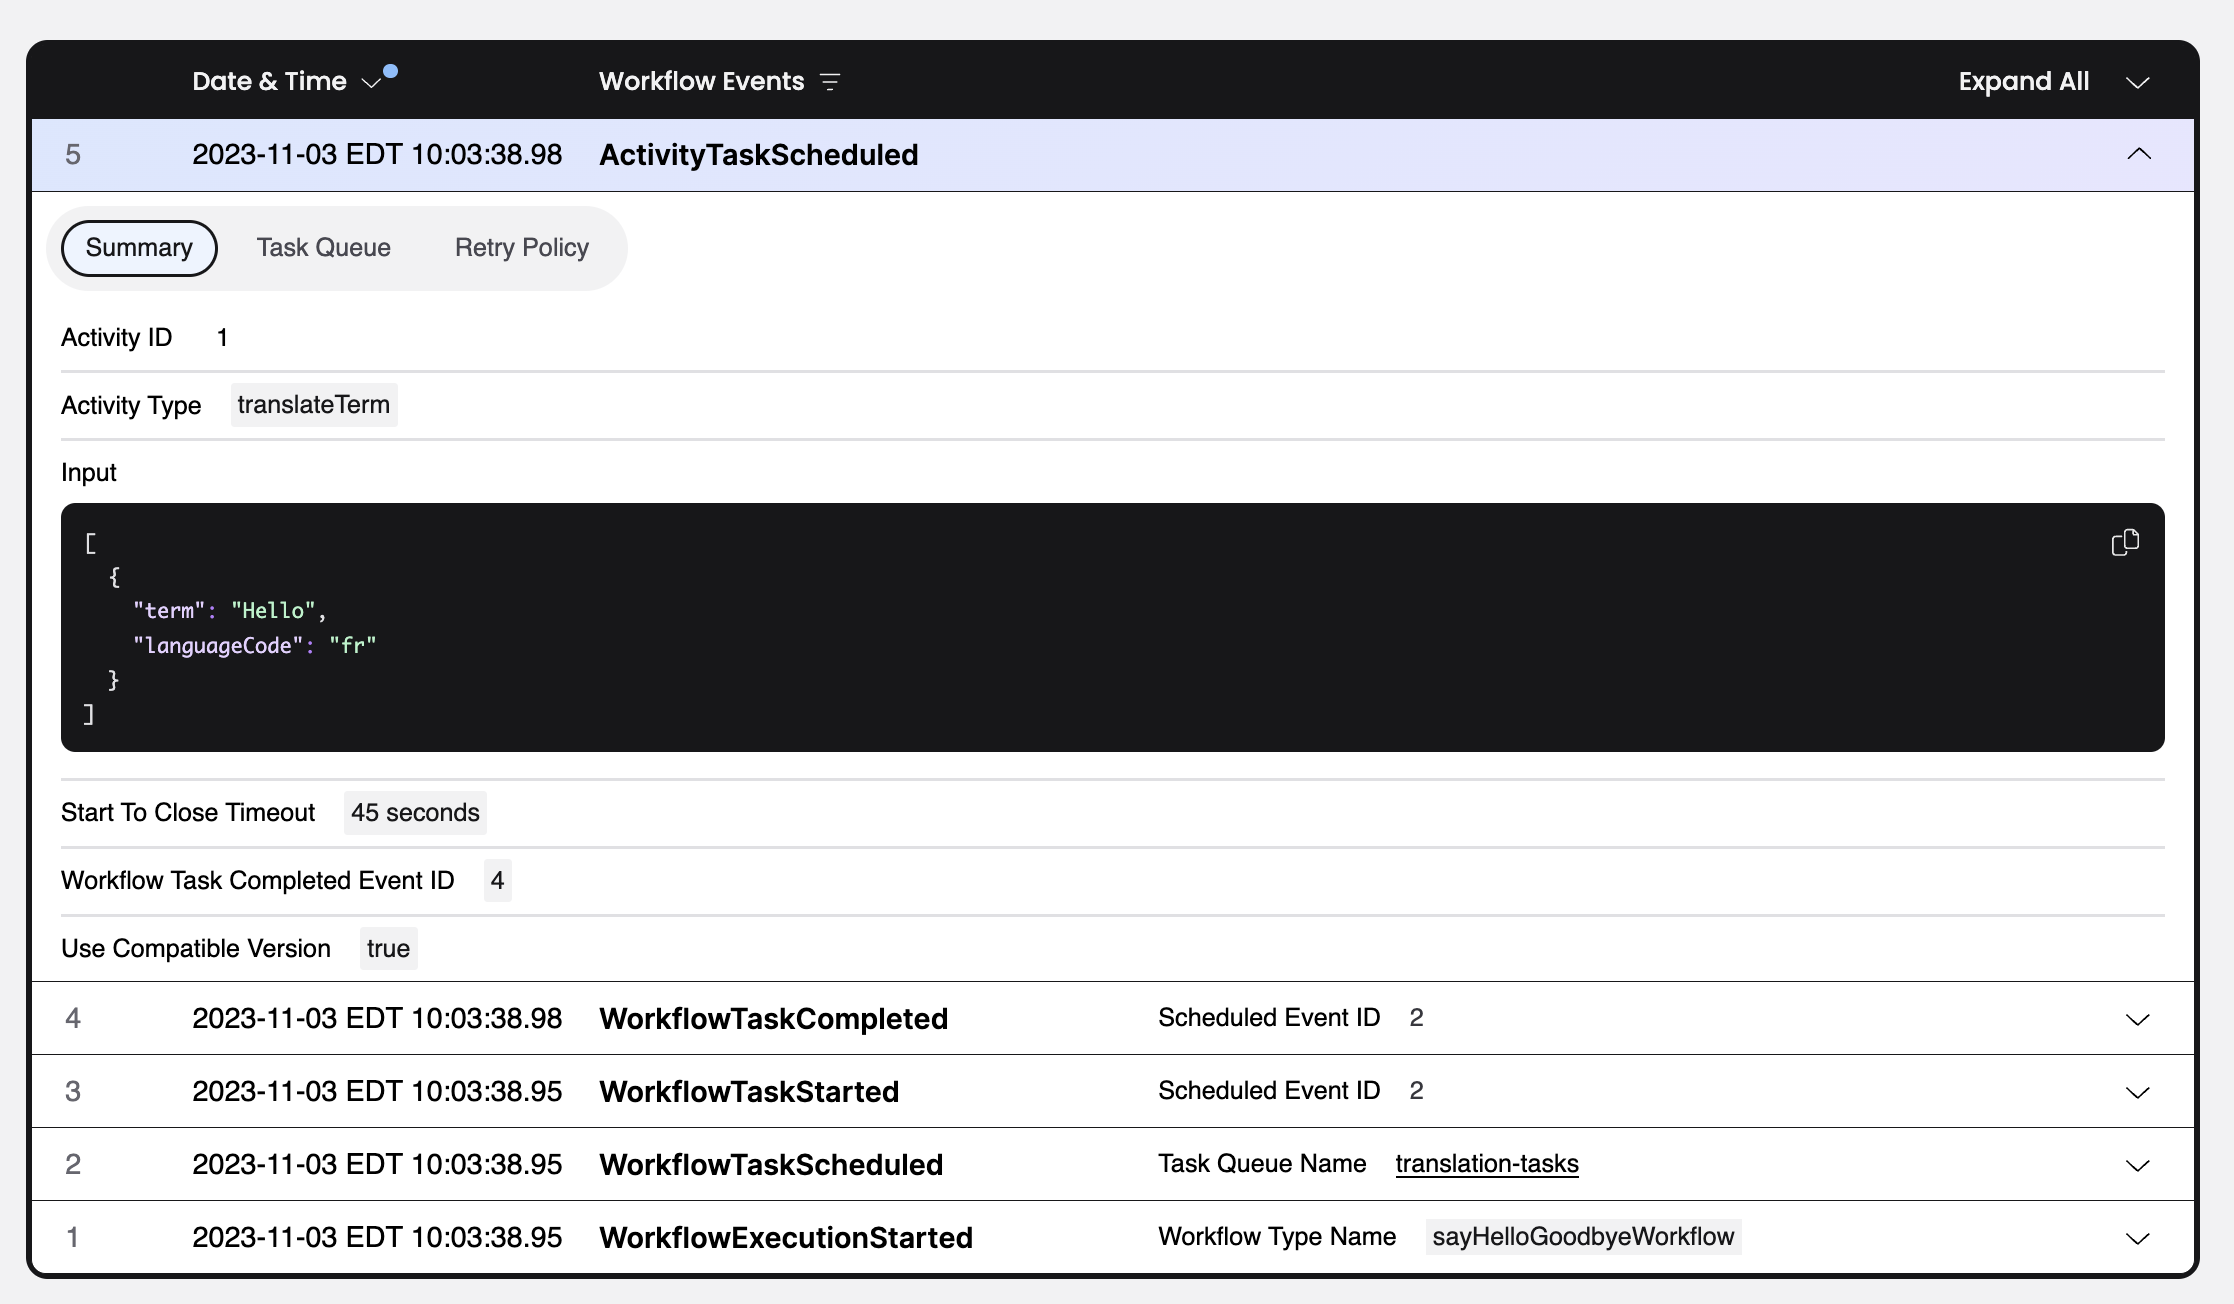 Date & Time Workflow Events Expand All
5 2023-11-03 EDT 10:03:38.98 ActivityTaskScheduled
Summary Task Queue Retry Policy
Activity ID 1
Activity Type translateTerm
Input
[
{
"term": "Hello",
"languageCode": "fr"
}
]
Start To Close Timeout 45 seconds
Workflow Task Completed Event ID 4
Use Compatible Version true
4 2023-11-03 EDT 10:03:38.98 WorkflowTaskCompleted Scheduled Event ID 2
3 2023-11-03 EDT 10:03:38.95 WorkflowTaskStarted Scheduled Event ID 2
2 2023-11-03 EDT 10:03:38.95 WorkflowTaskScheduled Task Queue Name translation-tasks
1 2023-11-03 EDT 10:03:38.95 WorkflowExecutionStarted Workflow Type Name sayHelloGoodbyeWorkflow